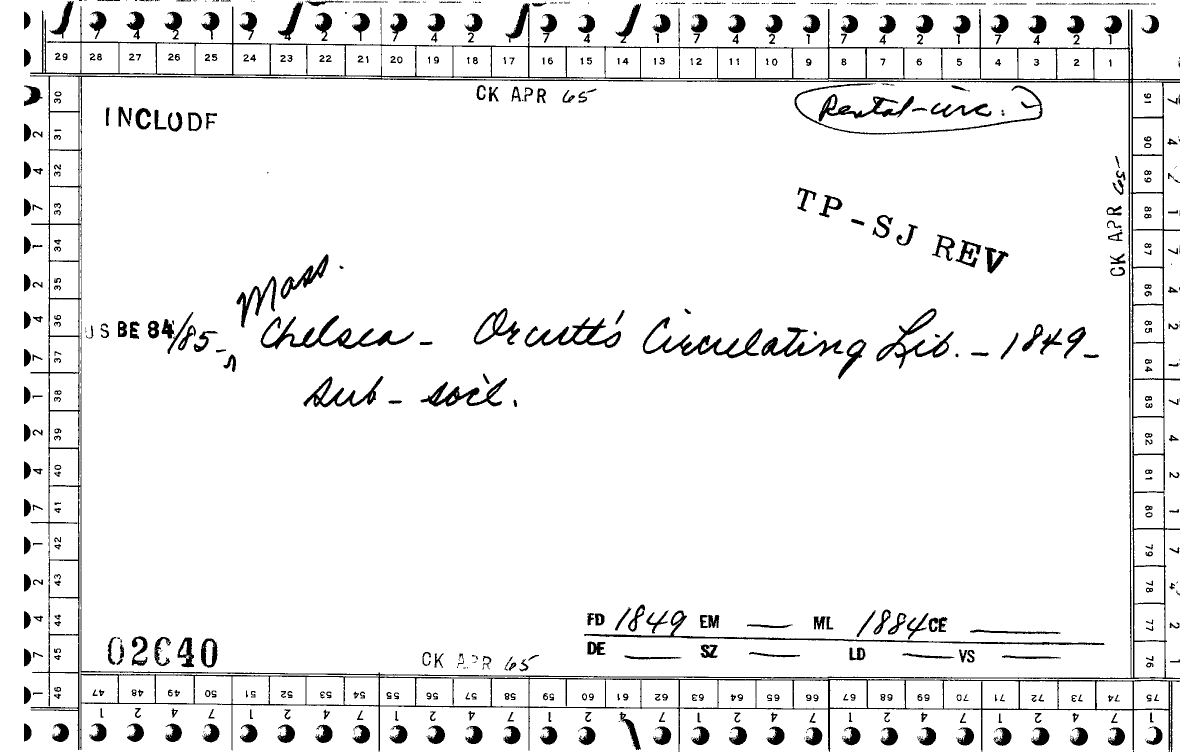 7 4 2 1 7 4 2 1 7 4 2 1 7 4 2 1 7 4 2 1 7 4 2 1 7 4 2 1
29 28 27 26 25 24 23 22 21 20 19 18 17 16 15 14 13 12 11 10 9 8 7 6 5 4 3 2 1
CK APR 65
Rental-circ.
INCLUDE
TP-SJ REV
CK APR 65
Mass.
US BE 84/85- Chelsea - Orcutt's Circulating Lib. - 1849 -
sub - soc'l.
FD 1849 EM — ML 1884 CE —
DE — SZ — LD — VS —
02640
CK APR 65
30 31 32 33 34 35 36 37 38 39 40 41 42 43 44 45 46
91 90 89 88 87 86 85 84 83 82 81 80 79 78 77 76 75
47 48 49 50 51 52 53 54 55 56 57 58 59 60 61 62 63 64 65 66 67 68 69 70 71 72 73 74 75
1 2 4 7 1 2 4 7 1 2 4 7 1 2 4 7 1 2 4 7 1 2 4 7 1 2 4 7 1